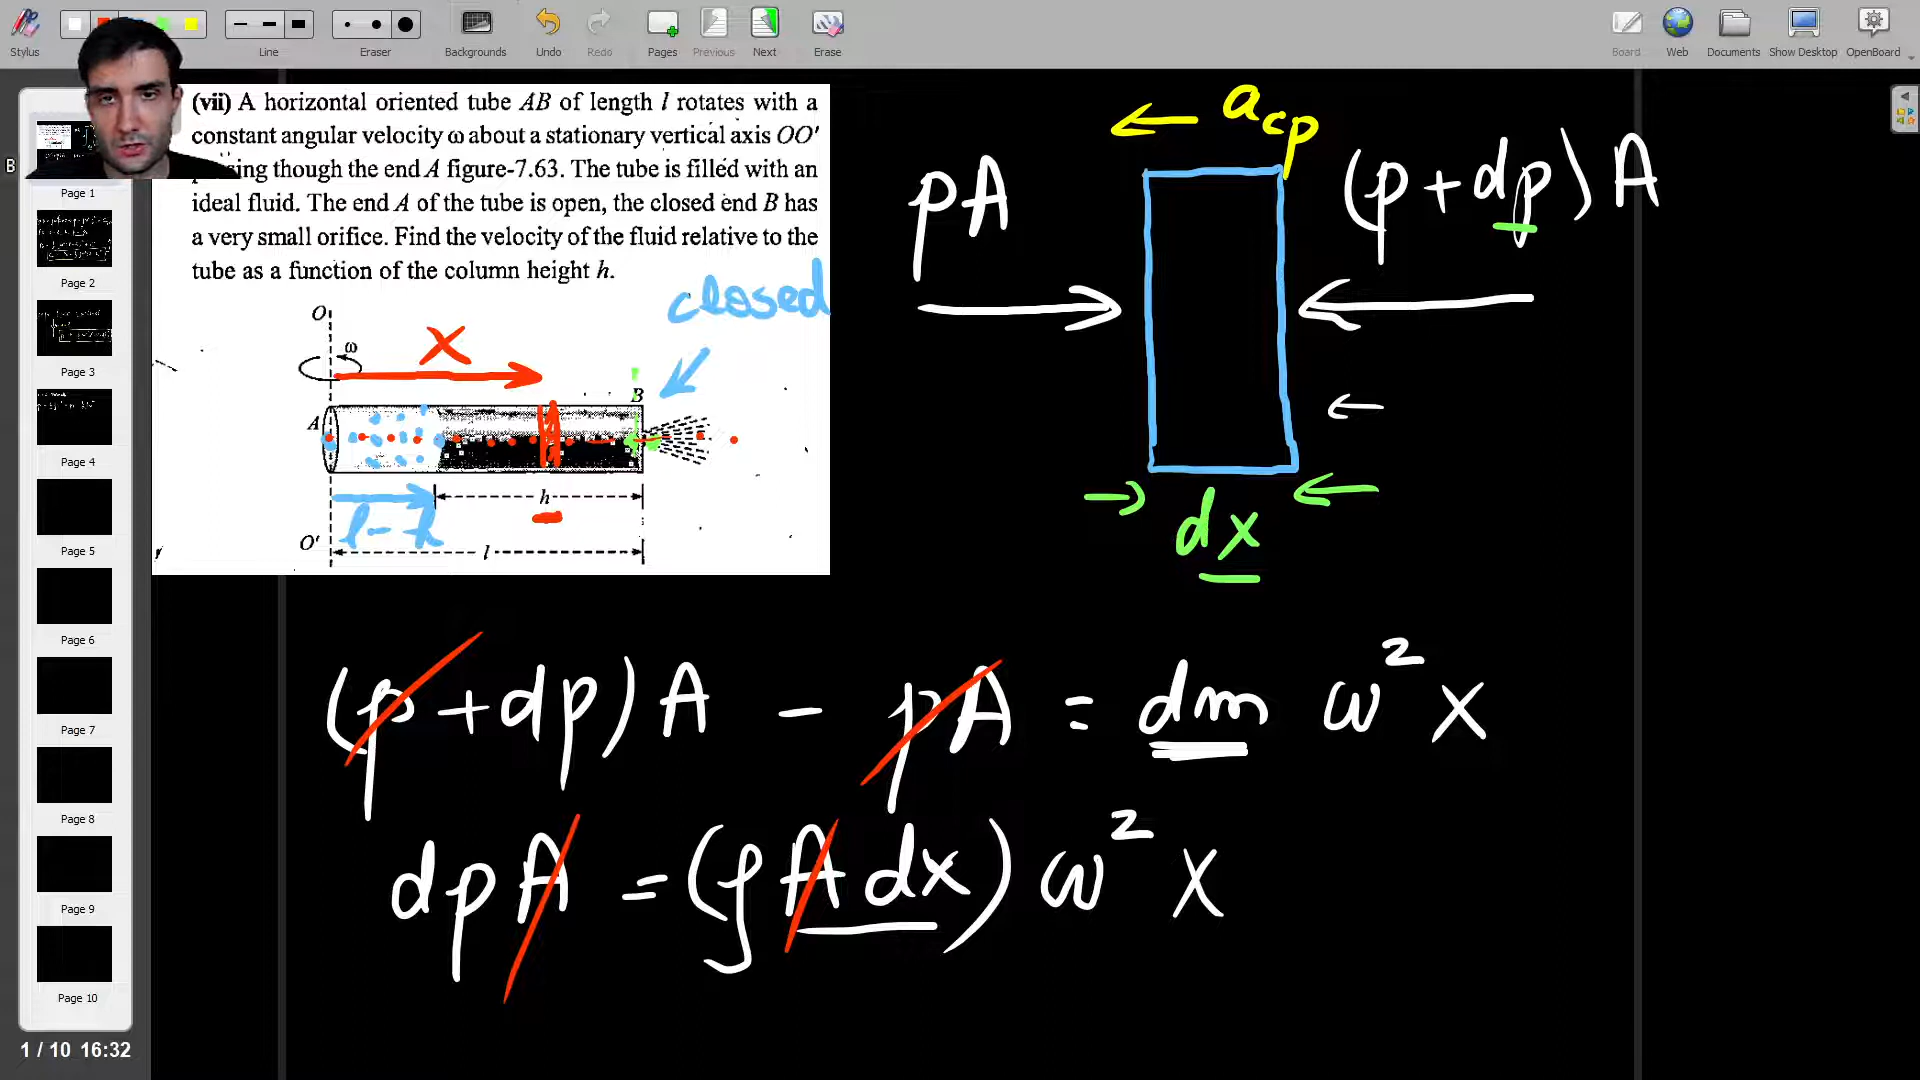 Stylus
Line
Eraser
Backgrounds
Undo
Redo
Pages
Previous
Next
Erase
Board
Web
Documents
Show Desktop
OpenBoard
B
Page 1
Page 2
Page 3
Page 4
Page 5
Page 6
Page 7
Page 8
Page 9
Page 10
1 / 10 16:32
(vii) A horizontal oriented tube AB of length l rotates with a
constant angular velocity ω about a stationary vertical axis OO'
sing though the end A figure-7.63. The tube is filled with an
ideal fluid. The end A of the tube is open, the closed end B has
a very small orifice. Find the velocity of the fluid relative to the
tube as a function of the column height h.
closed
O
ω
x
B
A
h
l - h
O'
l
a cp
pA
(p + dp) A
dx
(p + dp) A - pA = dm ω² x
dp A = (ρ A dx) ω² x